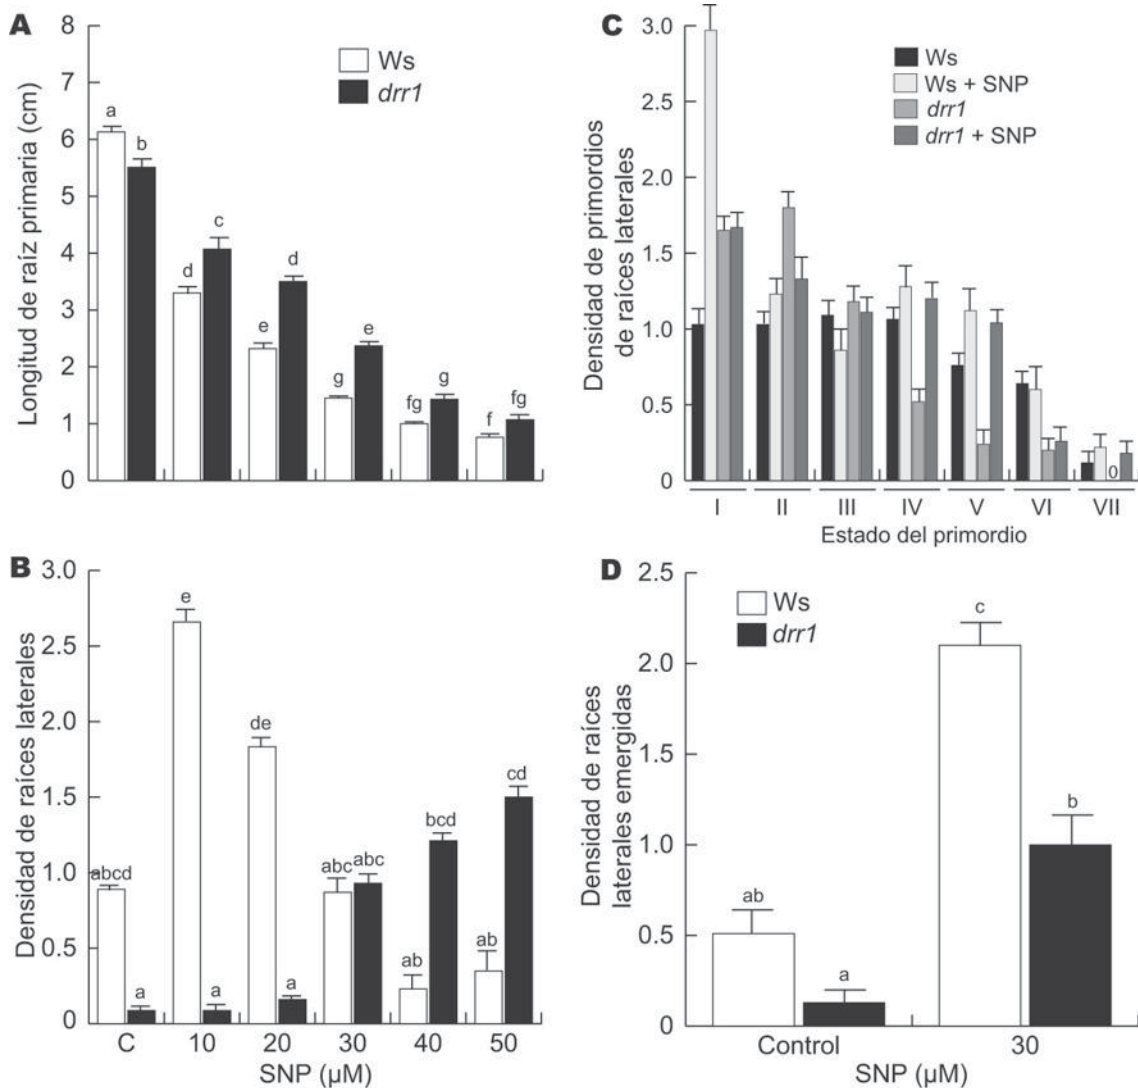 A
8
7
6
5
4
3
2
1
0
Longitud de raíz primaria (cm)
Ws
drr1
a
b
d
c
e
d
g
e
fg
g
f
fg
C
3.0
2.5
2.0
1.5
1.0
0.5
0
Densidad de primordios
de raíces laterales
Ws
Ws + SNP
drr1
drr1 + SNP
0
I II III IV V VI VII
Estado del primordio
B
3.0
2.5
2.0
1.5
1.0
0.5
0
Densidad de raíces laterales
abcd
a
e
a
de
a
abc
abc
ab
bcd
ab
cd
C 10 20 30 40 50
SNP (µM)
D
2.5
2.0
1.5
1.0
0.5
0
Densidad de raíces
laterales emergidas
Ws
drr1
ab
a
c
b
Control 30
SNP (µM)